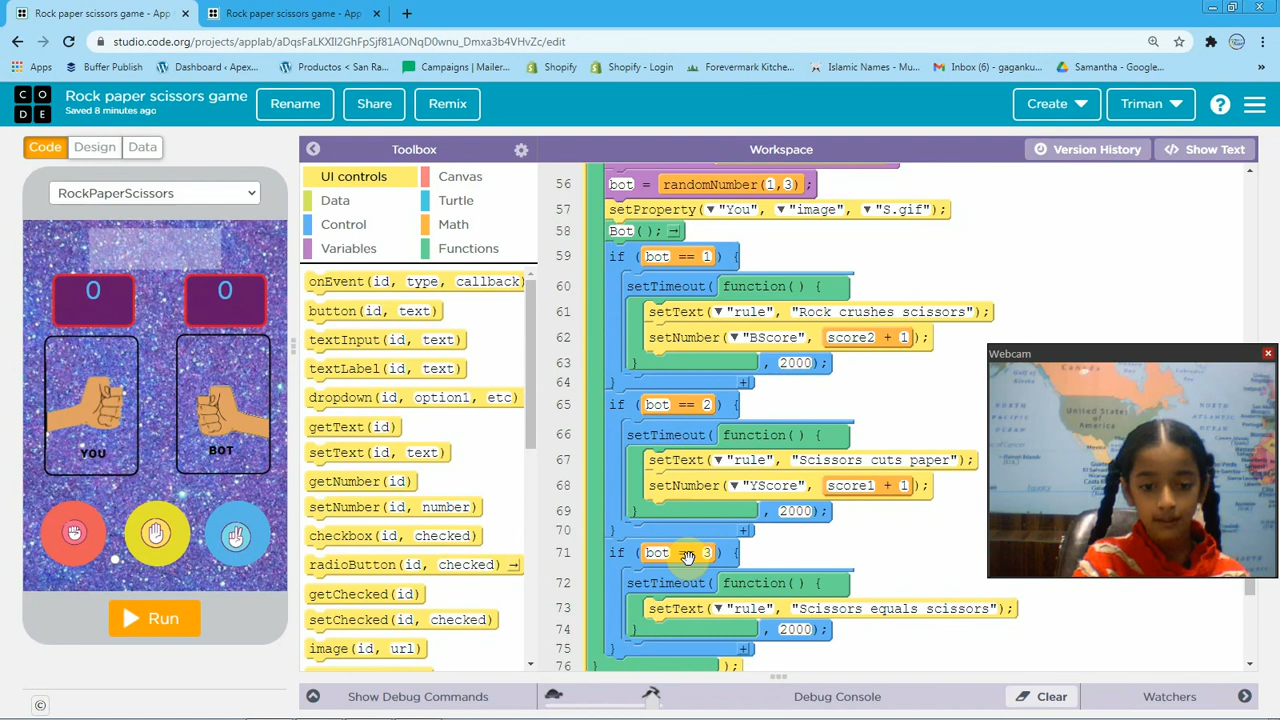 Rock paper scissors game - App
Rock paper scissors game - App
studio.code.org/projects/applab/aDqsFaLKXIl2GhFpSjf81AONqD0wnu_Dmxa3b4VHvZc/edit
Apps
Buffer Publish
Dashboard ‹ Apex...
Productos < San Ra...
Campaigns | Mailer...
Shopify
Shopify - Login
Forevermark Kentc...
Islamic Names - Mu...
Inbox (6) - gaganku...
Samantha - Google...
»
CODE
Rock paper scissors game
Saved 8 minutes ago
Rename
Share
Remix
Create
Triman
?
Code
Design
Data
Toolbox
Workspace
Version History
</> Show Text
RockPaperScissors
0
0
YOU
BOT
Run
UI controls
Canvas
Data
Turtle
Control
Math
Variables
Functions
onEvent(id, type, callback)
button(id, text)
textInput(id, text)
textLabel(id, text)
dropdown(id, option1, etc)
getText(id)
setText(id, text)
getNumber(id)
setNumber(id, number)
checkbox(id, checked)
radioButton(id, checked)
getChecked(id)
setChecked(id, checked)
image(id, url)
56 bot = randomNumber(1,3);
57 setProperty("You", "image", "S.gif");
58 Bot();
59 if (bot == 1) {
60 setTimeout( function() {
61 setText("rule", "Rock crushes scissors");
62 setNumber("BScore", score2 + 1);
63 } , 2000);
64 }
65 if (bot == 2) {
66 setTimeout( function() {
67 setText("rule", "Scissors cuts paper");
68 setNumber("YScore", score1 + 1);
69 } , 2000);
70 }
71 if (bot == 3) {
72 setTimeout( function() {
73 setText("rule", "Scissors equals scissors");
74 } , 2000);
75 }
76 } );
Webcam
United States of
America
Show Debug Commands
Debug Console
Clear
Watchers